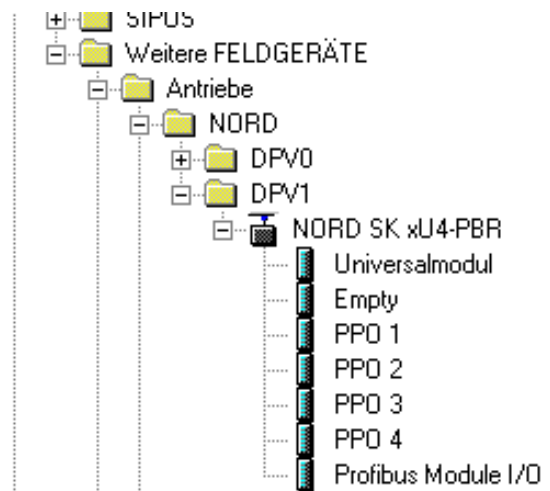 SIPOS
Weitere FELDGERÄTE
Antriebe
NORD
DPV0
DPV1
NORD SK xU4-PBR
Universalmodul
Empty
PPO 1
PPO 2
PPO 3
PPO 4
Profibus Module I/O